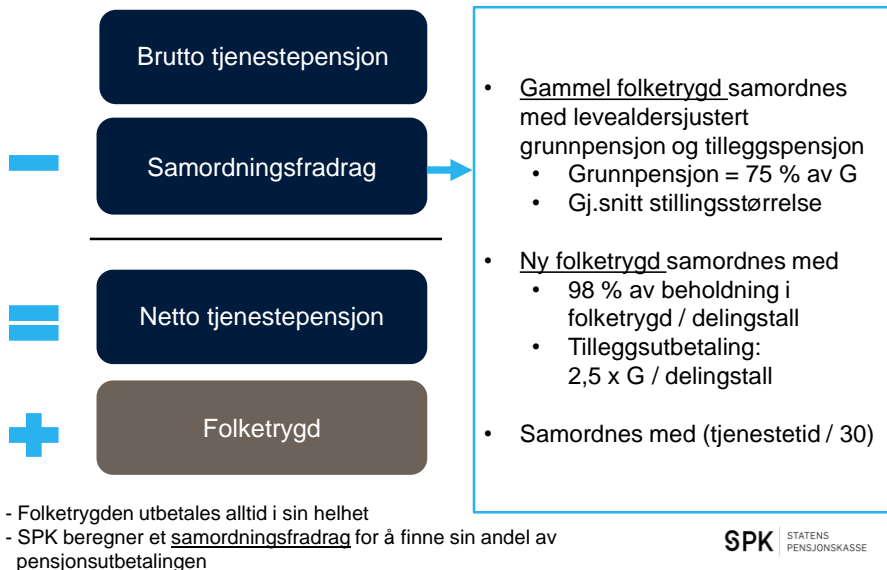 Brutto tjenestepensjon
Samordningsfradrag
Netto tjenestepensjon
Folketrygd
• Gammel folketrygd samordnes
med levealdersjustert
grunnpensjon og tilleggspensjon
• Grunnpensjon = 75 % av G
• Gj.snitt stillingsstørrelse
• Ny folketrygd samordnes med
• 98 % av beholdning i
folketrygd / delingstall
• Tilleggsutbetaling:
2,5 x G / delingstall
• Samordnes med (tjenestetid / 30)
- Folketrygden utbetales alltid i sin helhet
- SPK beregner et samordningsfradrag for å finne sin andel av
pensjonsutbetalingen
SPK STATENS
PENSJONSKASSE